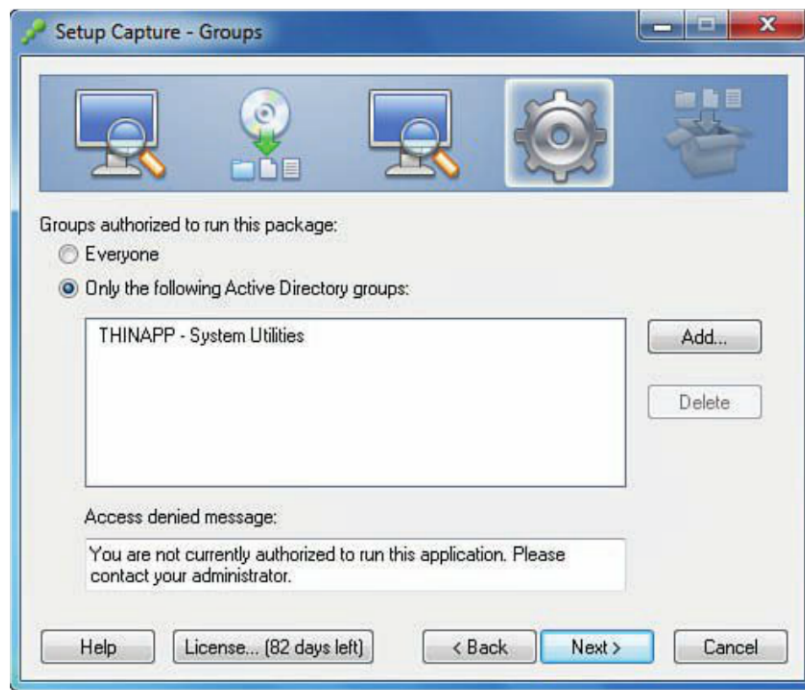 Setup Capture - Groups
Groups authorized to run this package:
Everyone
Only the following Active Directory groups:
THINAPP - System Utilities
Add...
Delete
Access denied message:
You are not currently authorized to run this application. Please
contact your administrator.
Help
License... (82 days left)
< Back
Next >
Cancel